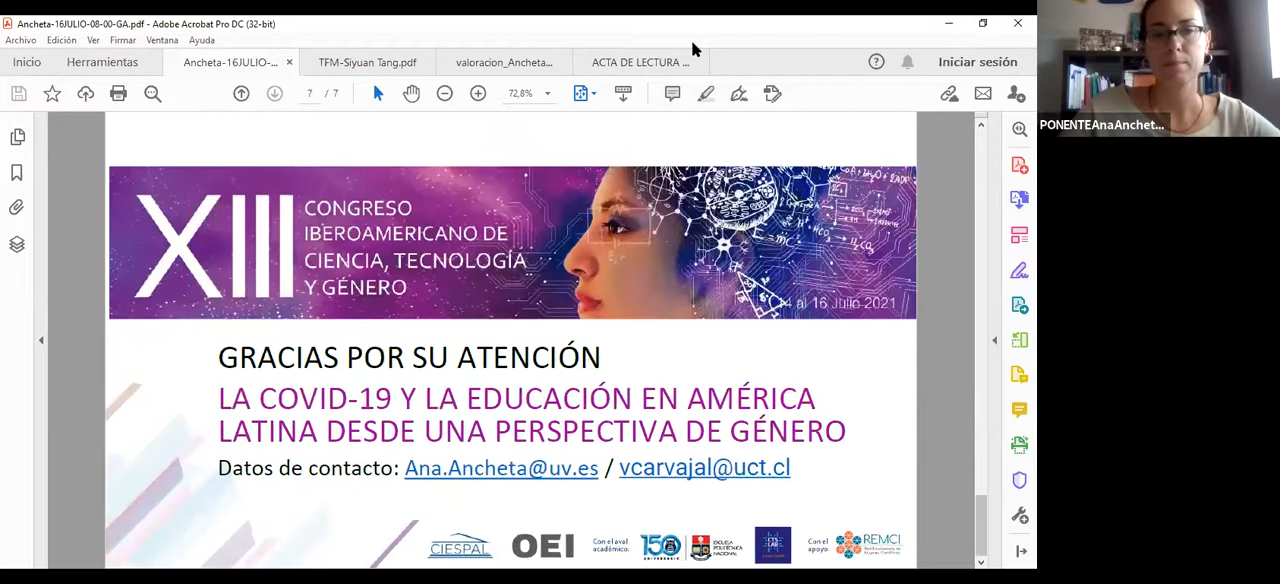 Ancheta-16JULIO-08-00-GA.pdf - Adobe Acrobat Pro DC (32-bit)
Archivo Edición Ver Firmar Ventana Ayuda
Inicio Herramientas Ancheta-16JULIO-... × TFM-Siyuan Tang.pdf valoracion_Ancheta... ACTA DE LECTURA ... Iniciar sesión
7 / 7 72,8%
PONENTEAnaAnchet...
XIII
CONGRESO
IBEROAMERICANO DE
CIENCIA, TECNOLOGÍA
Y GÉNERO
al 16 Julio 2021
GRACIAS POR SU ATENCIÓN
LA COVID-19 Y LA EDUCACIÓN EN AMÉRICA
LATINA DESDE UNA PERSPECTIVA DE GÉNERO
Datos de contacto: Ana.Ancheta@uv.es / vcarvajal@uct.cl
CIESPAL OEI Con el aval
académico:
150
ANIVERSARIO
ESCUELA
POLITÉCNICA
NACIONAL
Con el
apoyo:
REMCI